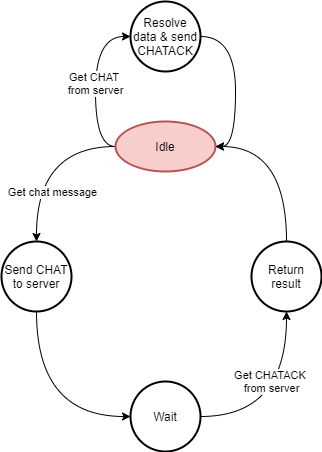 Resolve
data & send
CHATACK
Get CHAT
from server
Idle
Get chat message
Send CHAT
to server
Return
result
Get CHATACK
from server
Wait